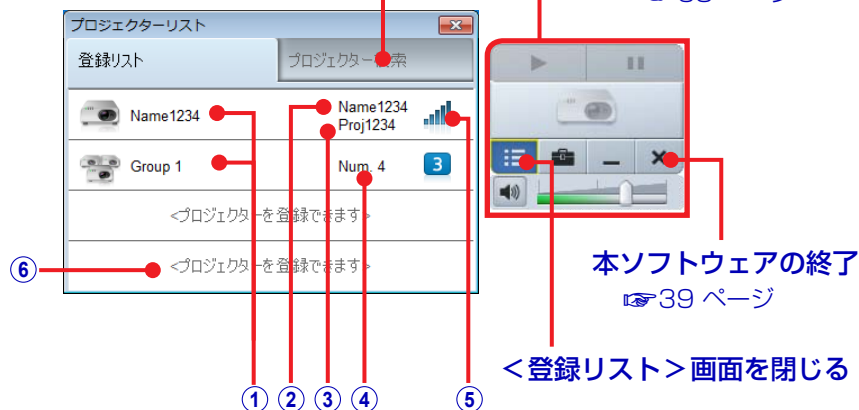 プロジェクターリスト
登録リスト
プロジェクター検索
Name1234
Name1234
Proj1234
Group 1
Num. 4
3
<プロジェクターを登録できます>
<プロジェクターを登録できます>
⑥
本ソフトウェアの終了
☞39 ページ
<登録リスト>画面を閉じる
① ② ③ ④ ⑤